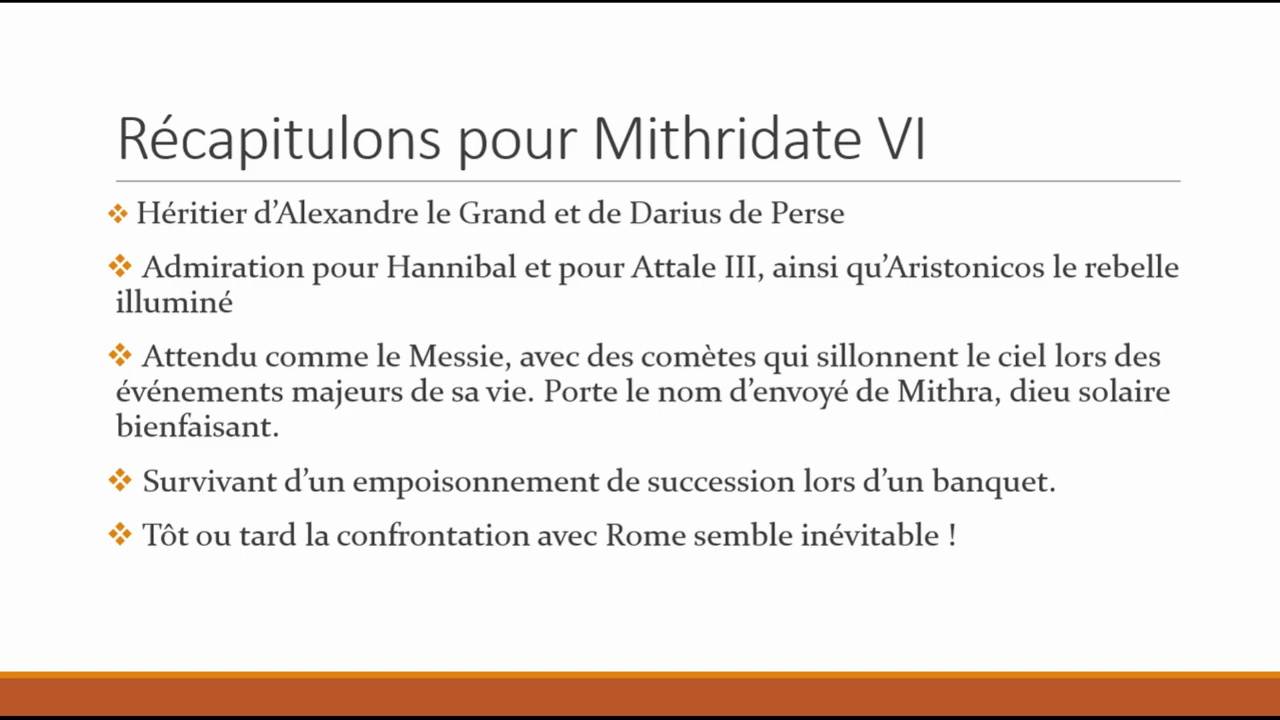 Récapitulons pour Mithridate VI
❖ Héritier d’Alexandre le Grand et de Darius de Perse
❖ Admiration pour Hannibal et pour Attale III, ainsi qu’Aristonicos le rebelle
illuminé
❖ Attendu comme le Messie, avec des comètes qui sillonnent le ciel lors des
événements majeurs de sa vie. Porte le nom d’envoyé de Mithra, dieu solaire
bienfaisant.
❖ Survivant d’un empoisonnement de succession lors d’un banquet.
❖ Tôt ou tard la confrontation avec Rome semble inévitable !